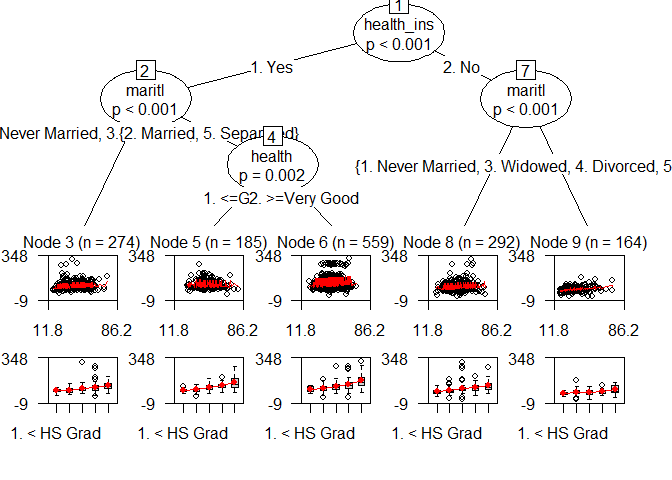 1
health_ins
p < 0.001
1. Yes
2. No
2
maritl
p < 0.001
7
maritl
p < 0.001
Never Married, 3.{2. Married, 5. Separated}
4
health
p = 0.002
{1. Never Married, 3. Widowed, 4. Divorced, 5
1. <=G2. >=Very Good
Node 3 (n = 274)
Node 5 (n = 185)
Node 6 (n = 559)
Node 8 (n = 292)
Node 9 (n = 164)
348 348 348 348 348
-9 -9 -9 -9 -9
11.8 86.2 11.8 86.2 11.8 86.2 11.8 86.2 11.8 86.2
348 348 348 348 348
-9 -9 -9 -9 -9
1. < HS Grad 1. < HS Grad 1. < HS Grad 1. < HS Grad 1. < HS Grad